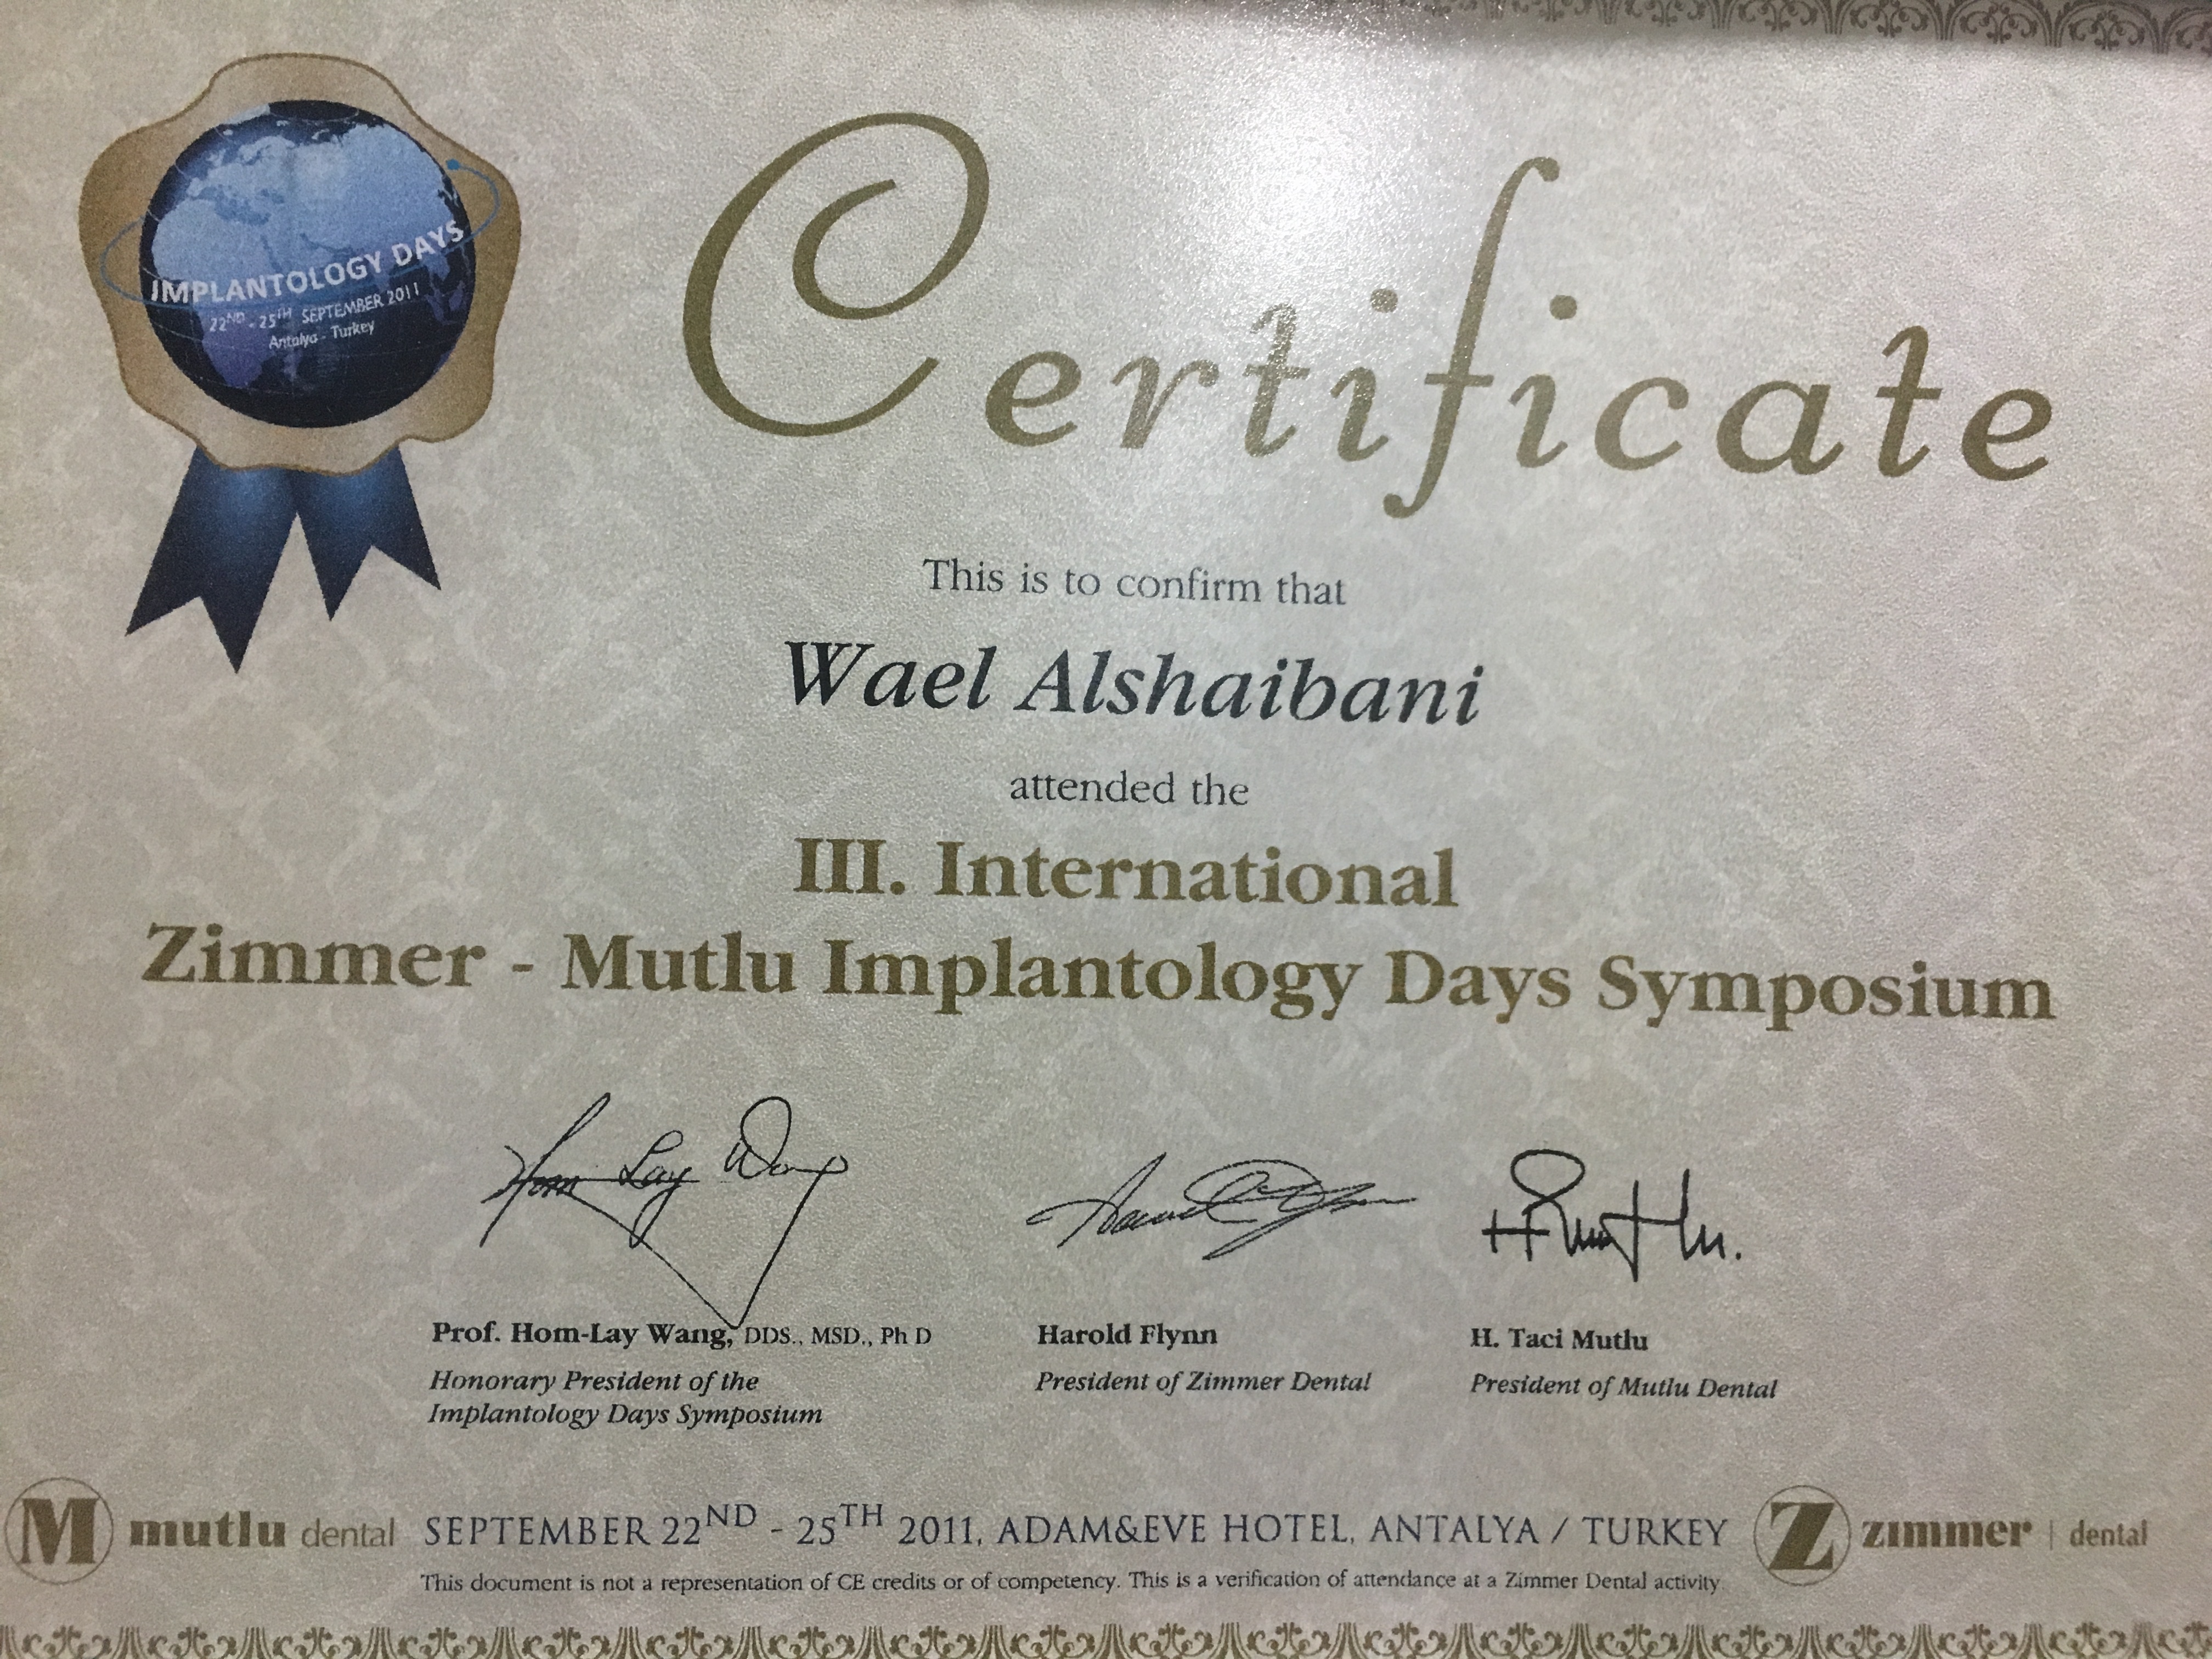 IMPLANTOLOGY DAYS
22ND - 25TH SEPTEMBER 2011
Antalya - Turkey
Certificate
This is to confirm that
Wael Alshaibani
attended the
III. International
Zimmer - Mutlu Implantology Days Symposium
Hom Lay Wang
Prof. Hom-Lay Wang, DDS., MSD., Ph D
Honorary President of the
Implantology Days Symposium
Harold Flynn
President of Zimmer Dental
H. Taci Mutlu
President of Mutlu Dental
M mutlu dental
SEPTEMBER 22ND - 25TH 2011, ADAM&EVE HOTEL, ANTALYA / TURKEY
Z zimmer | dental
This document is not a representation of CE credits or of competency. This is a verification of attendance at a Zimmer Dental activity